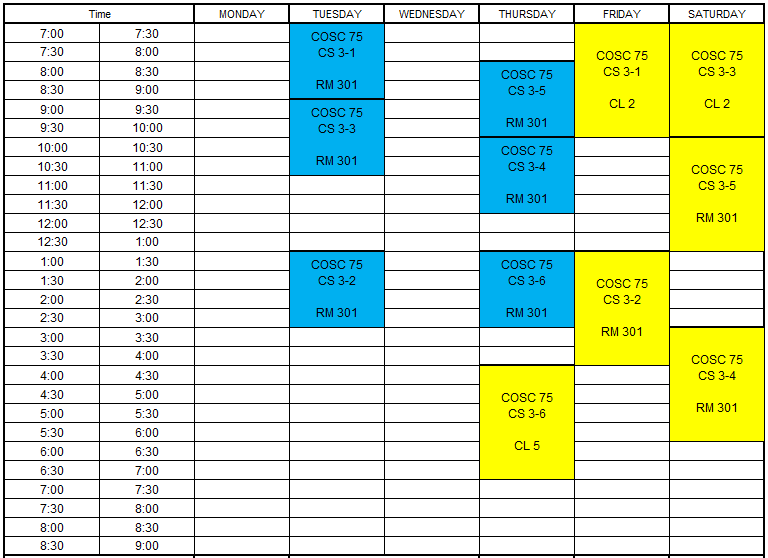 Time MONDAY TUESDAY WEDNESDAY THURSDAY FRIDAY SATURDAY
7:00 7:30
7:30 8:00
8:00 8:30
8:30 9:00
9:00 9:30
9:30 10:00
10:00 10:30
10:30 11:00
11:00 11:30
11:30 12:00
12:00 12:30
12:30 1:00
1:00 1:30
1:30 2:00
2:00 2:30
2:30 3:00
3:00 3:30
3:30 4:00
4:00 4:30
4:30 5:00
5:00 5:30
5:30 6:00
6:00 6:30
6:30 7:00
7:00 7:30
7:30 8:00
8:00 8:30
8:30 9:00
COSC 75
CS 3-1
RM 301
COSC 75
CS 3-3
RM 301
COSC 75
CS 3-2
RM 301
COSC 75
CS 3-5
RM 301
COSC 75
CS 3-4
RM 301
COSC 75
CS 3-6
RM 301
COSC 75
CS 3-6
CL 5
COSC 75
CS 3-1
CL 2
COSC 75
CS 3-2
RM 301
COSC 75
CS 3-3
CL 2
COSC 75
CS 3-5
RM 301
COSC 75
CS 3-4
RM 301